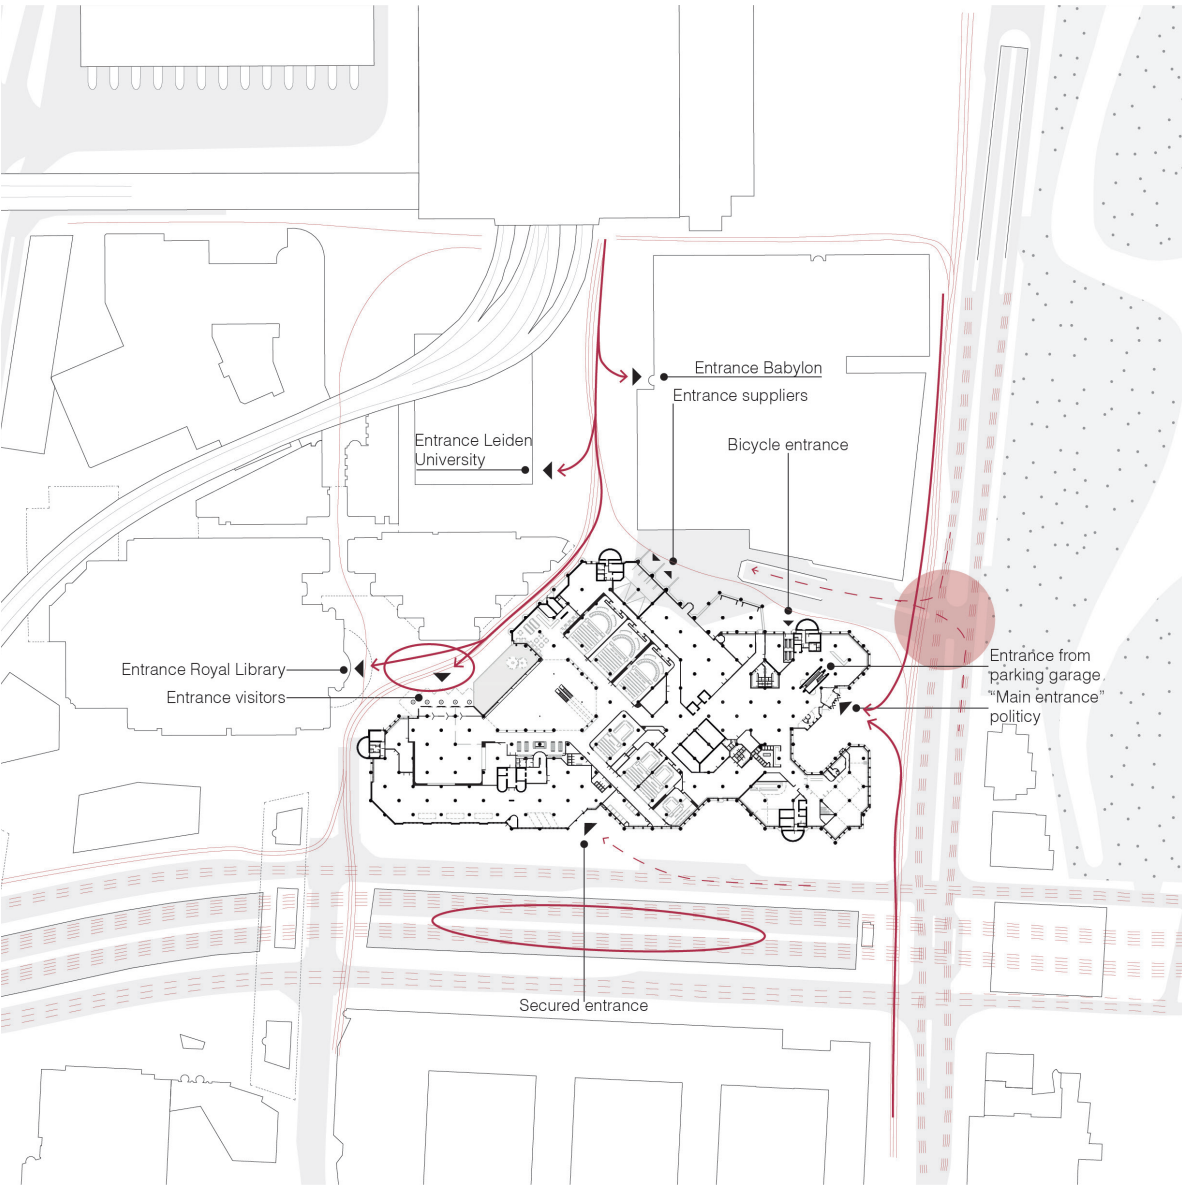 Entrance Babylon
Entrance suppliers
Entrance Leiden
University
Bicycle entrance
Entrance Royal Library
Entrance visitors
Entrance from
parking garage
“Main entrance”
politicy
Secured entrance